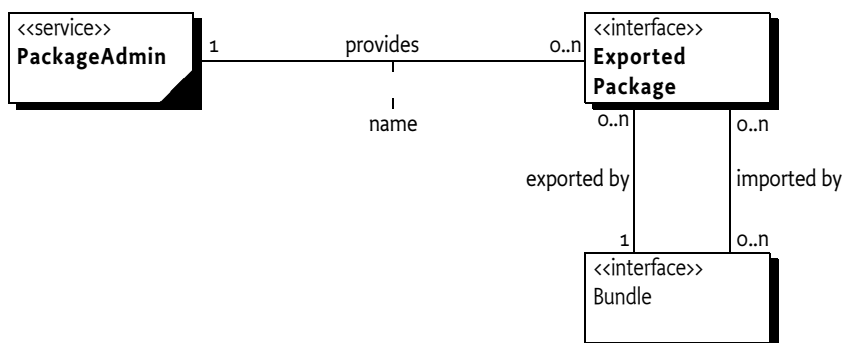 <<service>>
PackageAdmin
1
provides
0..n
<<interface>>
Exported
Package
name
0..n
0..n
exported by
imported by
1
0..n
<<interface>>
Bundle